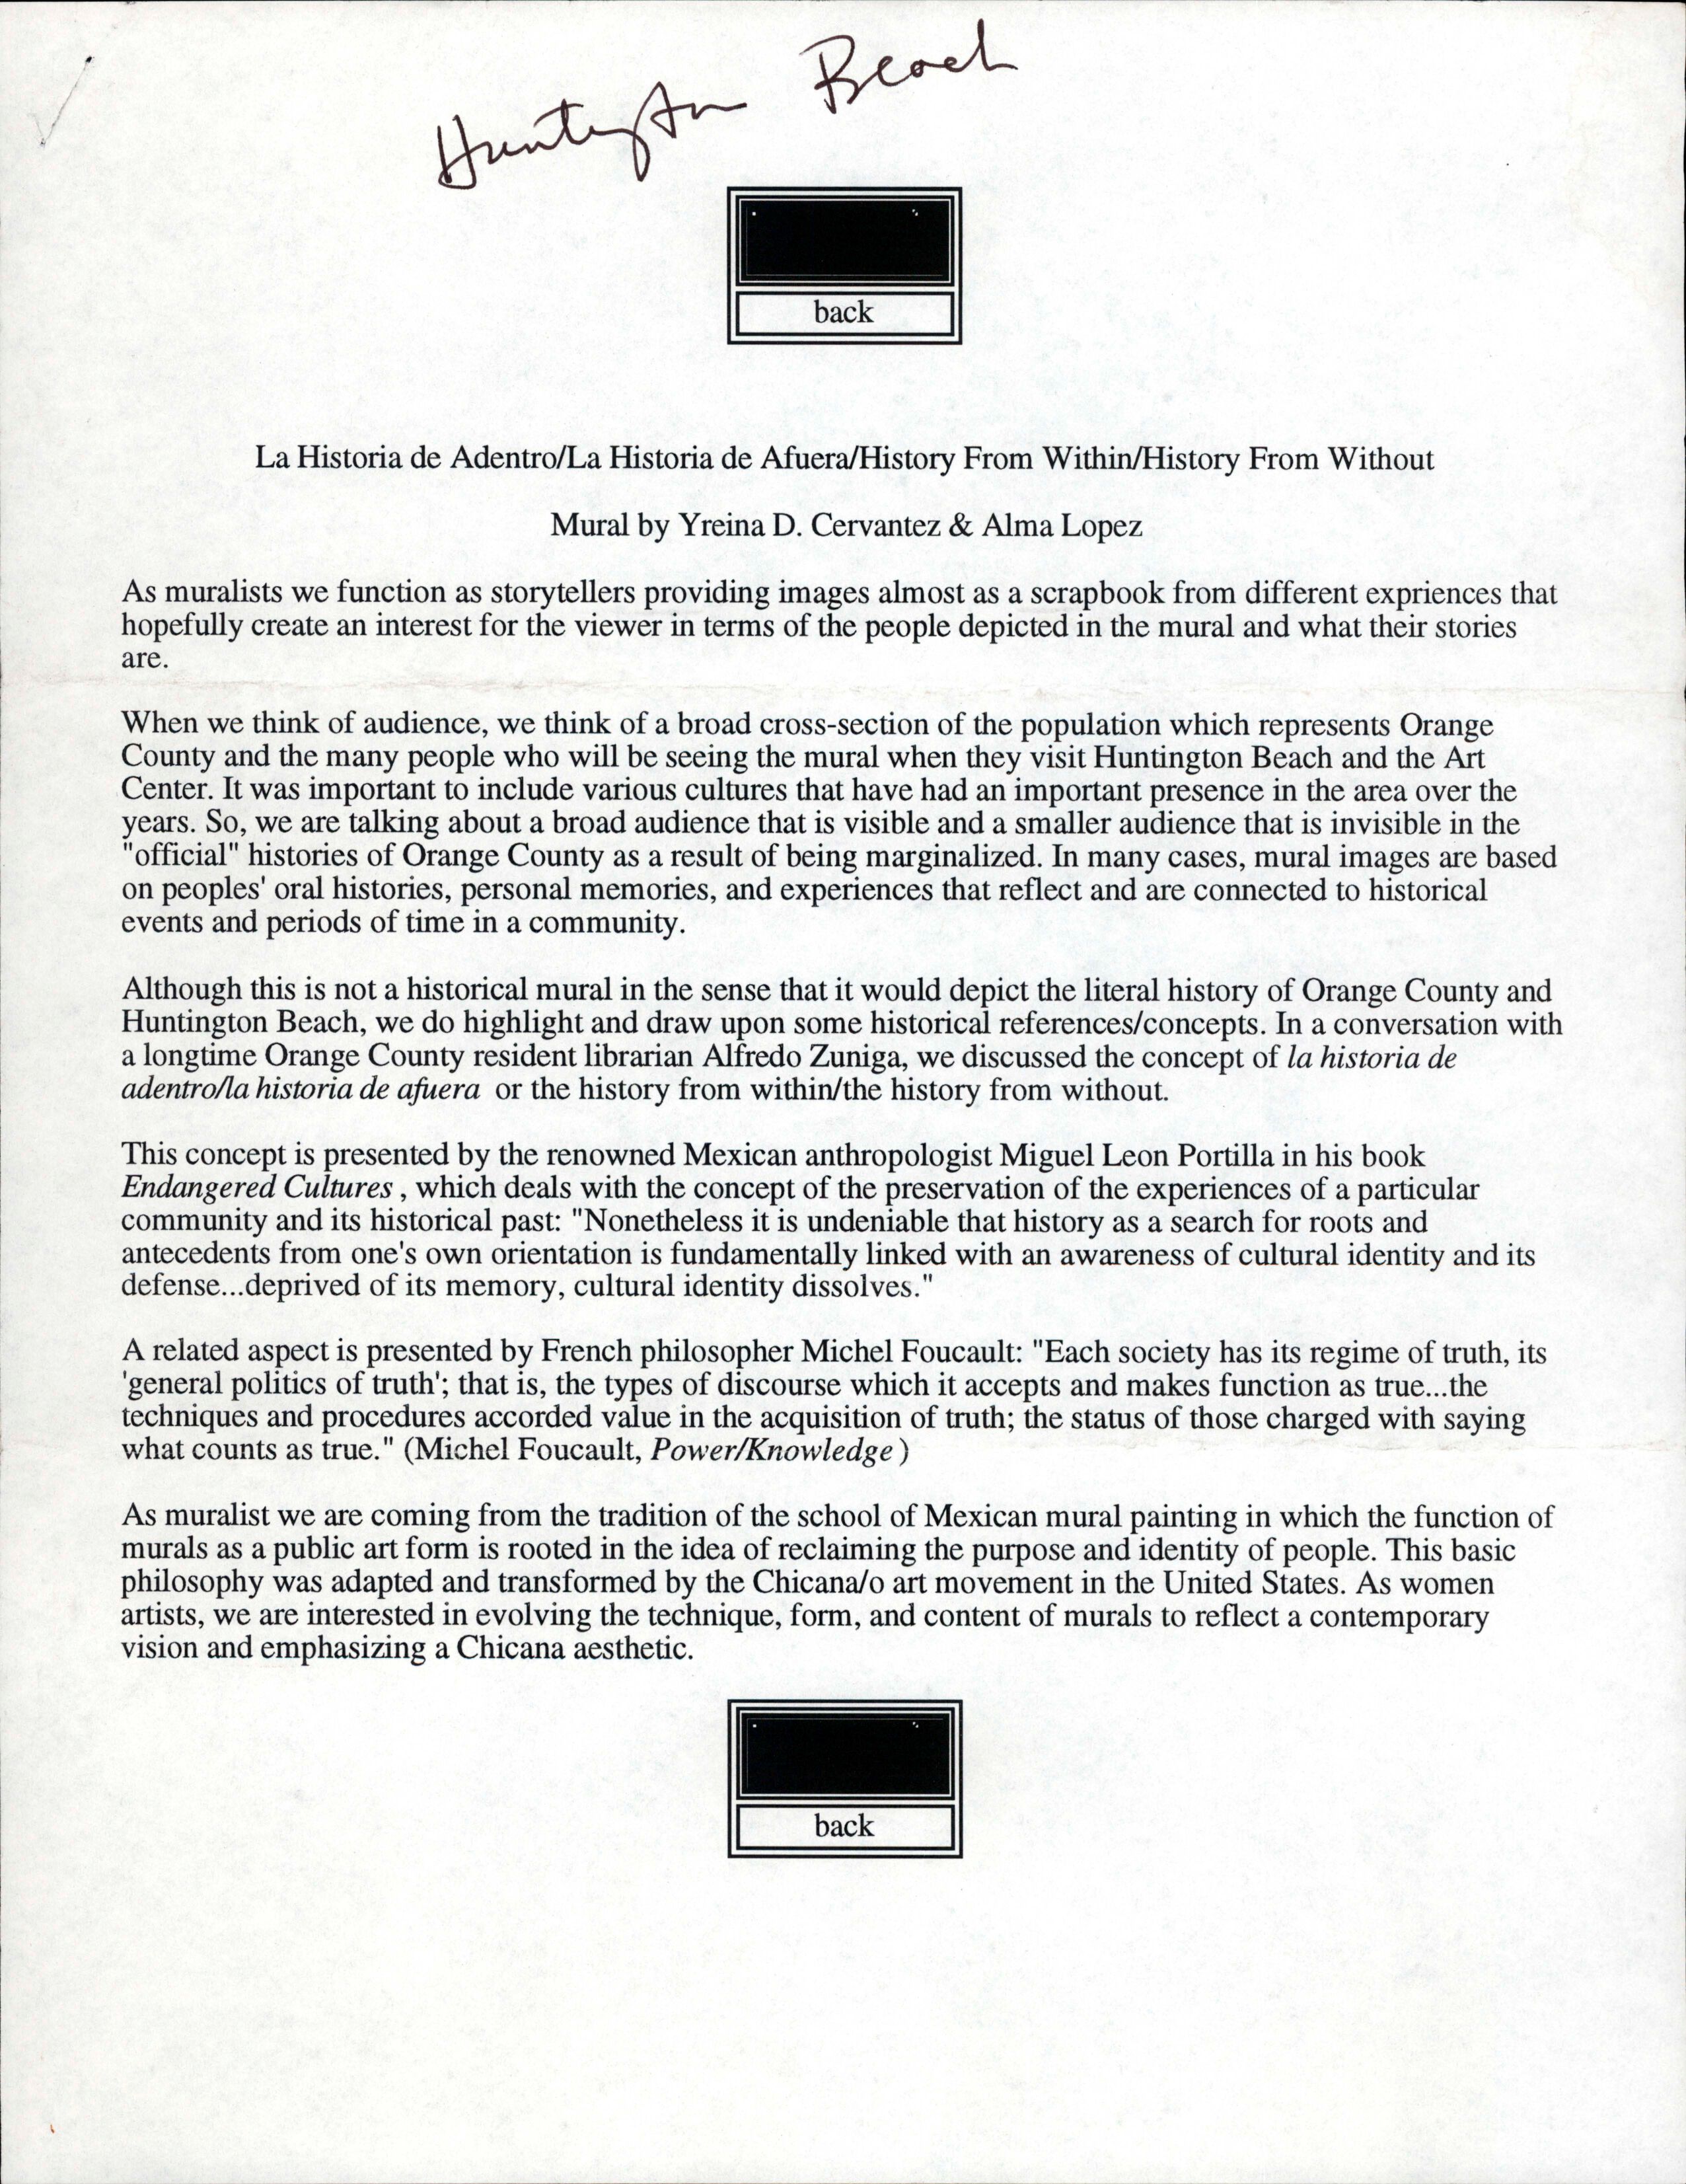 Huntington Beach
back
La Historia de Adentro/La Historia de Afuera/History From Within/History From Without
Mural by Yreina D. Cervantez & Alma Lopez
As muralists we function as storytellers providing images almost as a scrapbook from different expriences that
hopefully create an interest for the viewer in terms of the people depicted in the mural and what their stories
are.
When we think of audience, we think of a broad cross-section of the population which represents Orange
County and the many people who will be seeing the mural when they visit Huntington Beach and the Art
Center. It was important to include various cultures that have had an important presence in the area over the
years. So, we are talking about a broad audience that is visible and a smaller audience that is invisible in the
"official" histories of Orange County as a result of being marginalized. In many cases, mural images are based
on peoples' oral histories, personal memories, and experiences that reflect and are connected to historical
events and periods of time in a community.
Although this is not a historical mural in the sense that it would depict the literal history of Orange County and
Huntington Beach, we do highlight and draw upon some historical references/concepts. In a conversation with
a longtime Orange County resident librarian Alfredo Zuniga, we discussed the concept of la historia de
adentro/la historia de afuera or the history from within/the history from without.
This concept is presented by the renowned Mexican anthropologist Miguel Leon Portilla in his book
Endangered Cultures , which deals with the concept of the preservation of the experiences of a particular
community and its historical past: "Nonetheless it is undeniable that history as a search for roots and
antecedents from one's own orientation is fundamentally linked with an awareness of cultural identity and its
defense...deprived of its memory, cultural identity dissolves."
A related aspect is presented by French philosopher Michel Foucault: "Each society has its regime of truth, its
'general politics of truth'; that is, the types of discourse which it accepts and makes function as true...the
techniques and procedures accorded value in the acquisition of truth; the status of those charged with saying
what counts as true." (Michel Foucault, Power/Knowledge )
As muralist we are coming from the tradition of the school of Mexican mural painting in which the function of
murals as a public art form is rooted in the idea of reclaiming the purpose and identity of people. This basic
philosophy was adapted and transformed by the Chicana/o art movement in the United States. As women
artists, we are interested in evolving the technique, form, and content of murals to reflect a contemporary
vision and emphasizing a Chicana aesthetic.
back